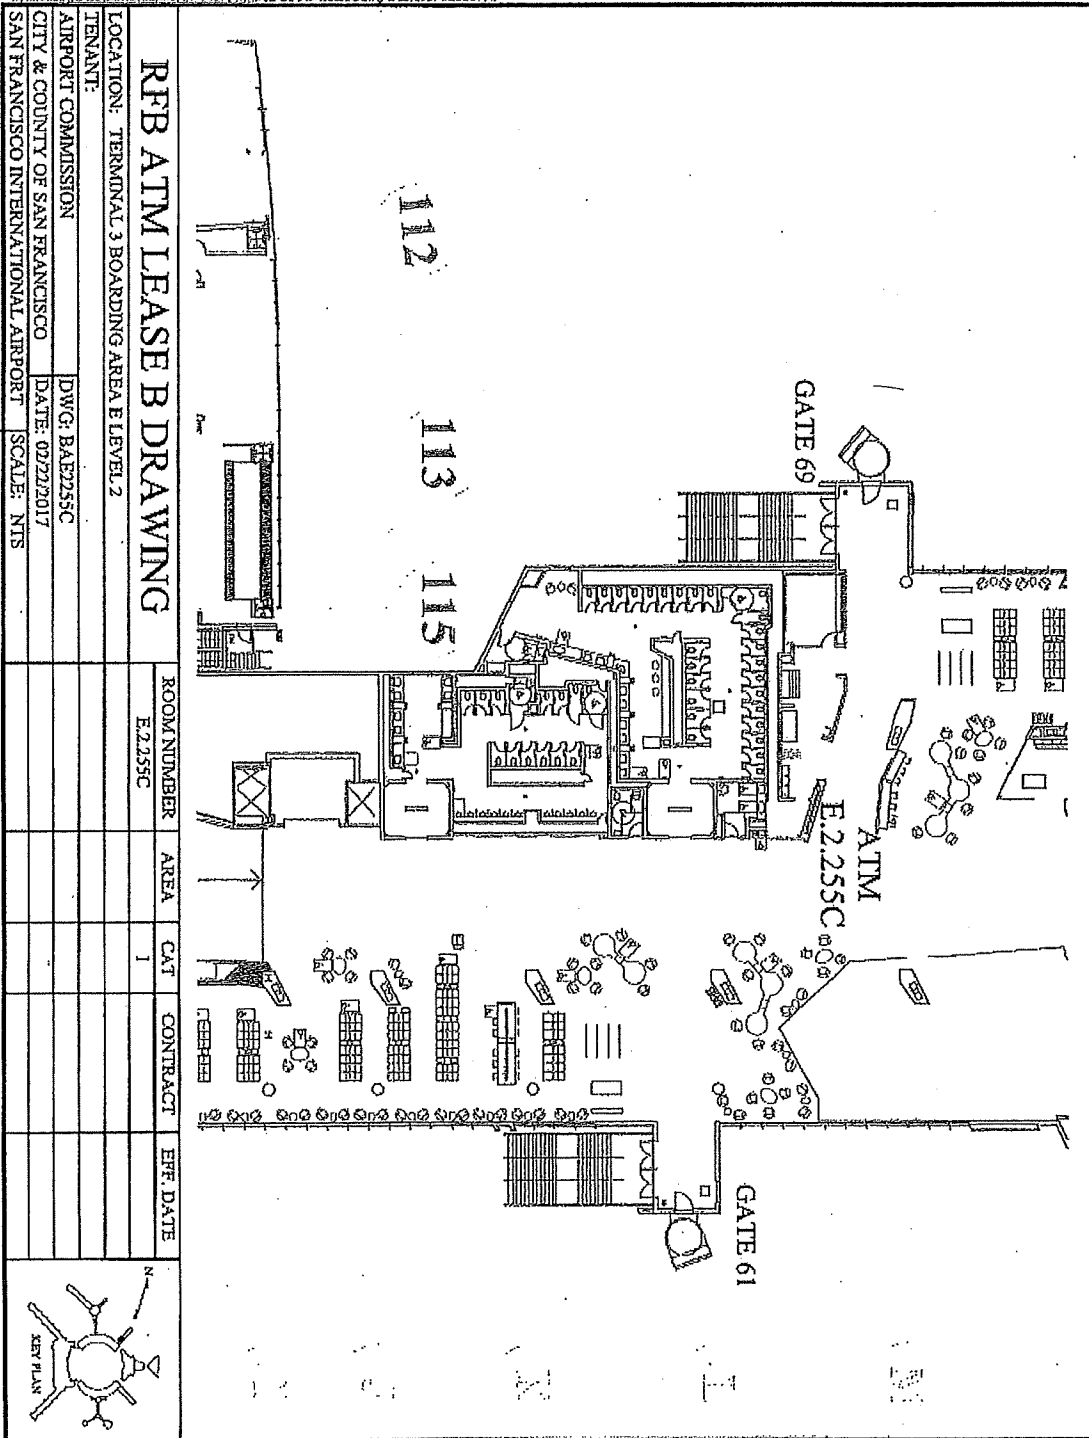 GATE 69
GATE 61
ATM
E.2.255C
112
113
115
RFB ATM LEASE B DRAWING
LOCATION: TERMINAL 3 BOARDING AREA E LEVEL 2
TENANT:
AIRPORT COMMISSION
DWG: BAE2255C
CITY & COUNTY OF SAN FRANCISCO
DATE: 02/22/2017
SAN FRANCISCO INTERNATIONAL AIRPORT
SCALE: NTS
ROOM NUMBER AREA CAT CONTRACT EFF. DATE
E.2.255C 1
N
KEY PLAN